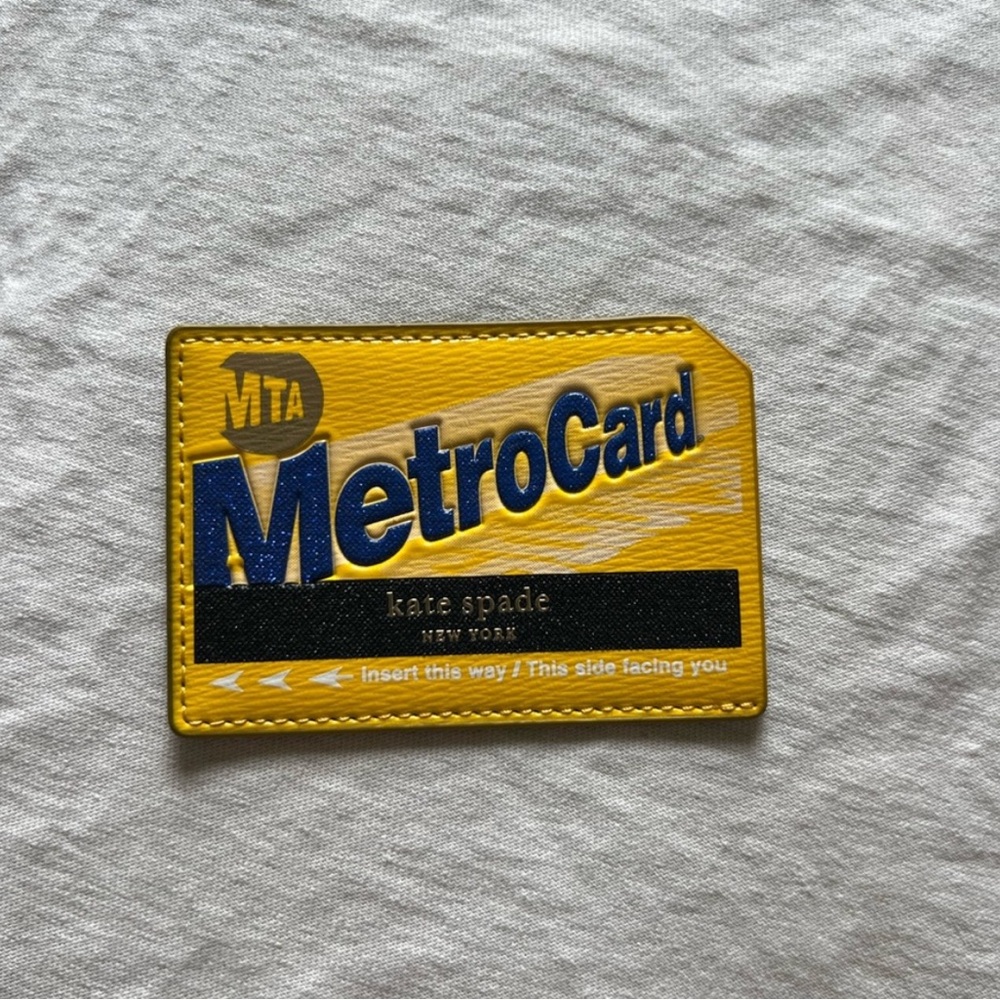 MTA
MetroCard
kate spade
NEW YORK
Insert this way / This side facing you